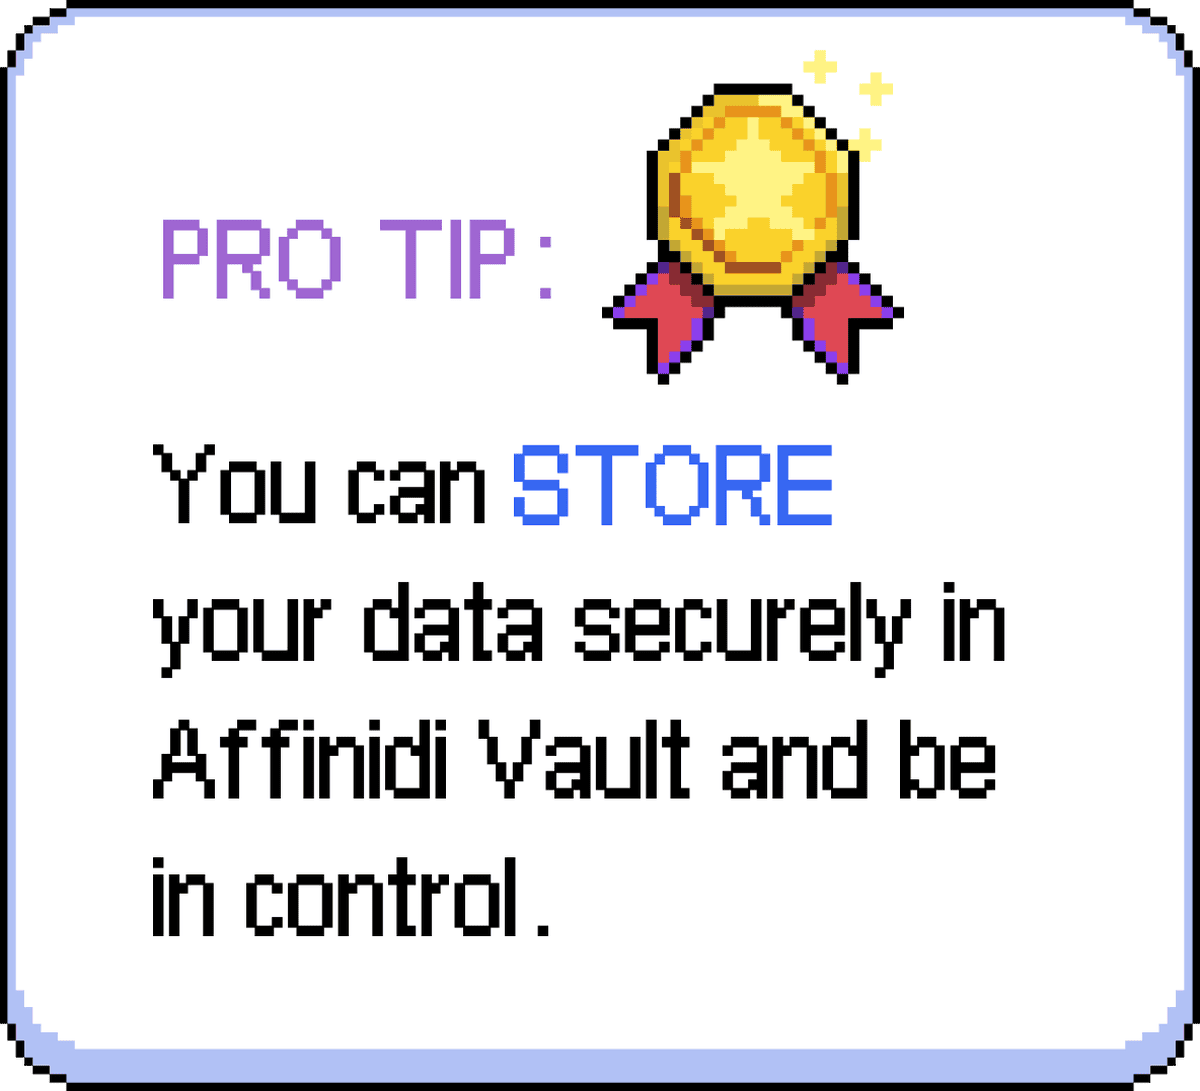 PRO TIP:
You can STORE
your data securely in
Affinidi Vault and be
in control.